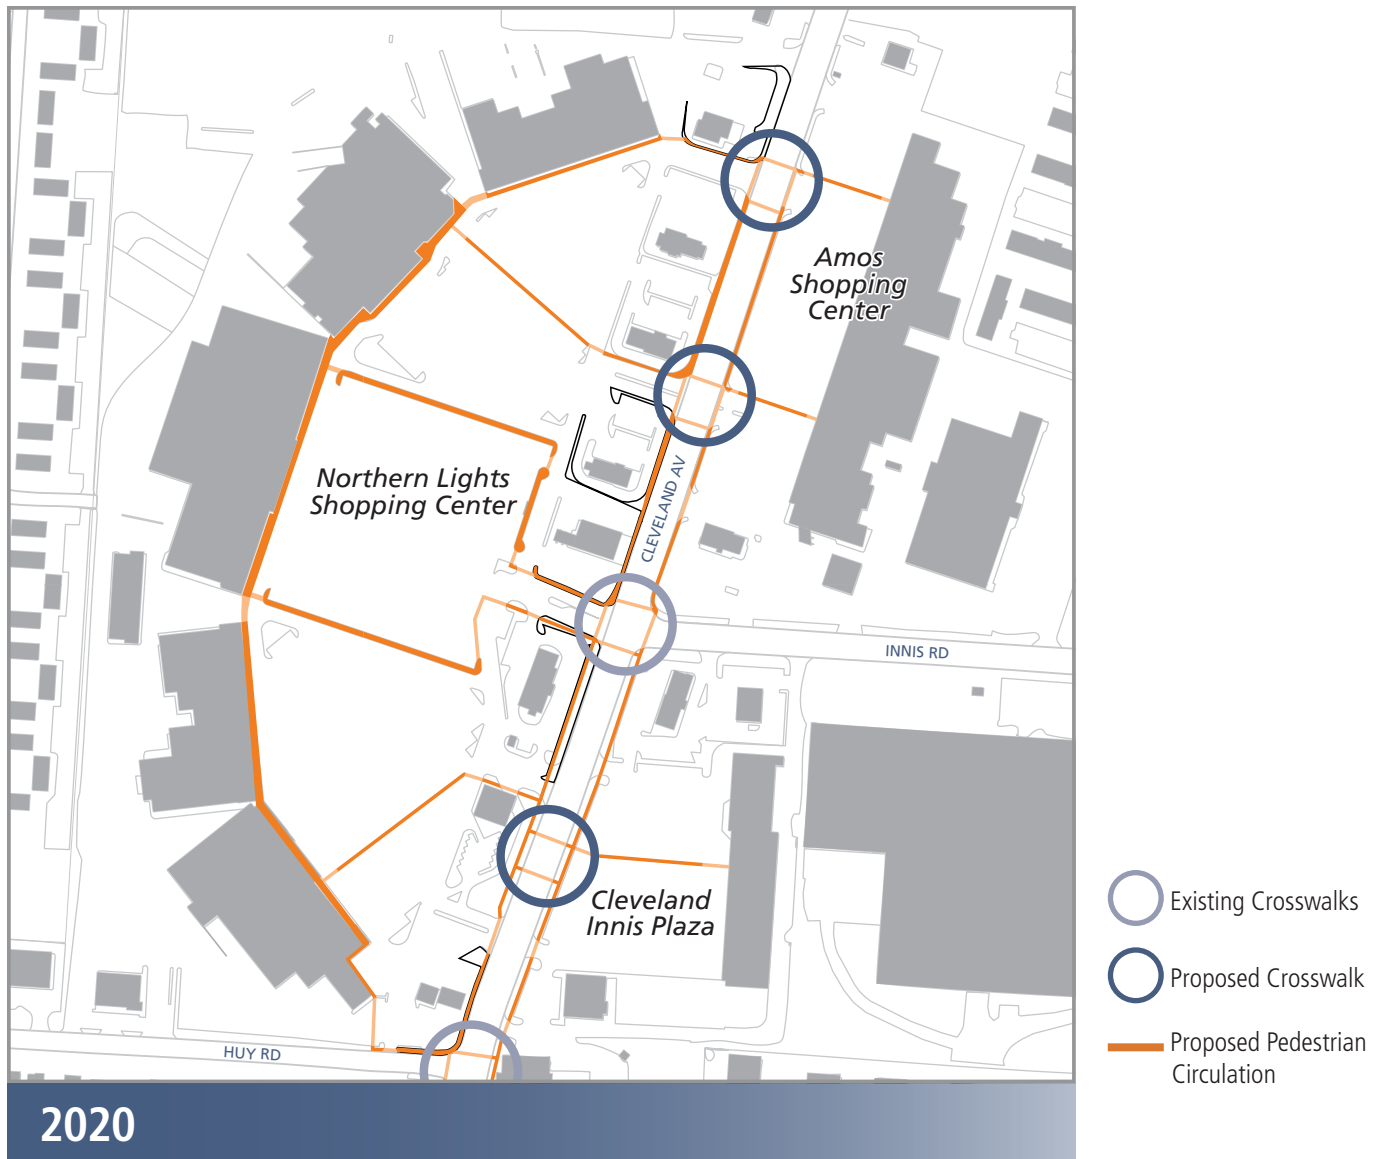 Amos
Shopping
Center
Northern Lights
Shopping Center
CLEVELAND AV
INNIS RD
Cleveland
Innis Plaza
HUY RD
Existing Crosswalks
Proposed Crosswalk
Proposed Pedestrian
Circulation
2020